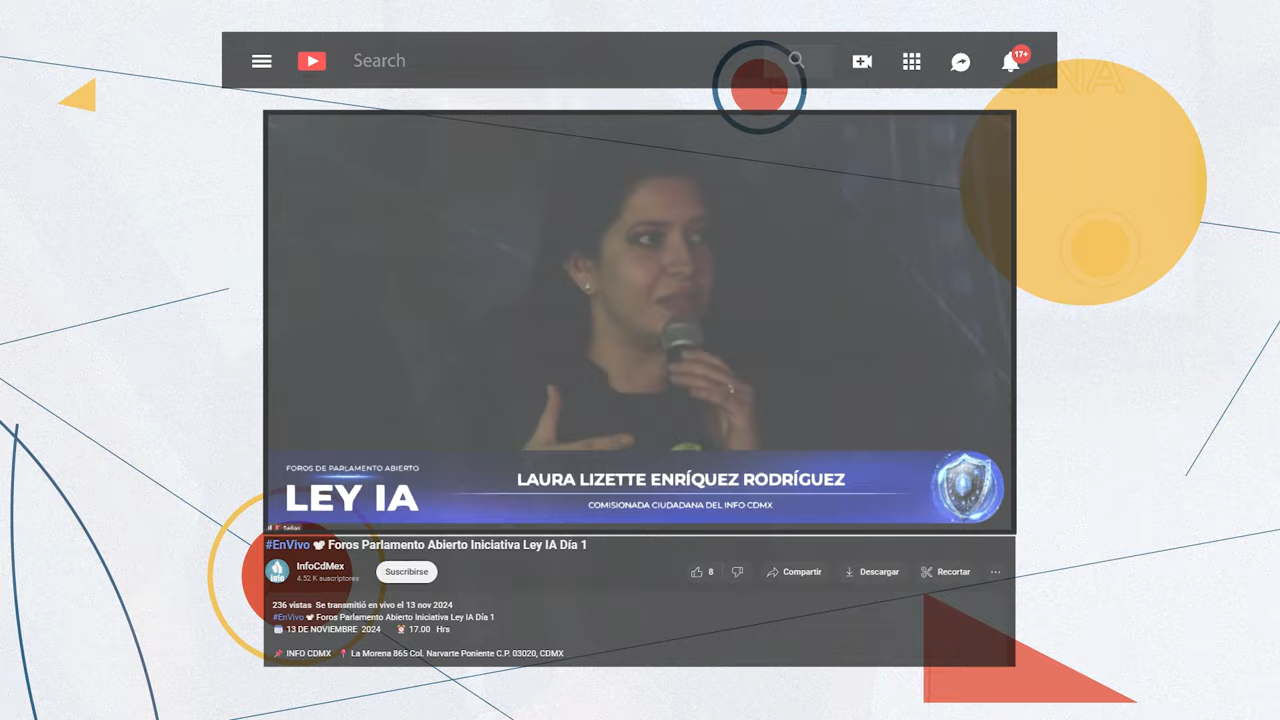 Search
17+
FOROS DE PARLAMENTO ABIERTO
LEY IA
LAURA LIZETTE ENRÍQUEZ RODRÍGUEZ
COMISIONADA CIUDADANA DEL INFO CDMX
Señas
#EnVivo Foros Parlamento Abierto Iniciativa Ley IA Día 1
info
InfoCdMex
4.52 K suscriptores
Suscribirse
8
Compartir
Descargar
Recortar
236 vistas Se transmitió en vivo el 13 nov 2024
#EnVivo Foros Parlamento Abierto Iniciativa Ley IA Día 1
13 DE NOVIEMBRE 2024 17.00 Hrs
INFO CDMX La Morena 865 Col. Narvarte Poniente C.P. 03020, CDMX